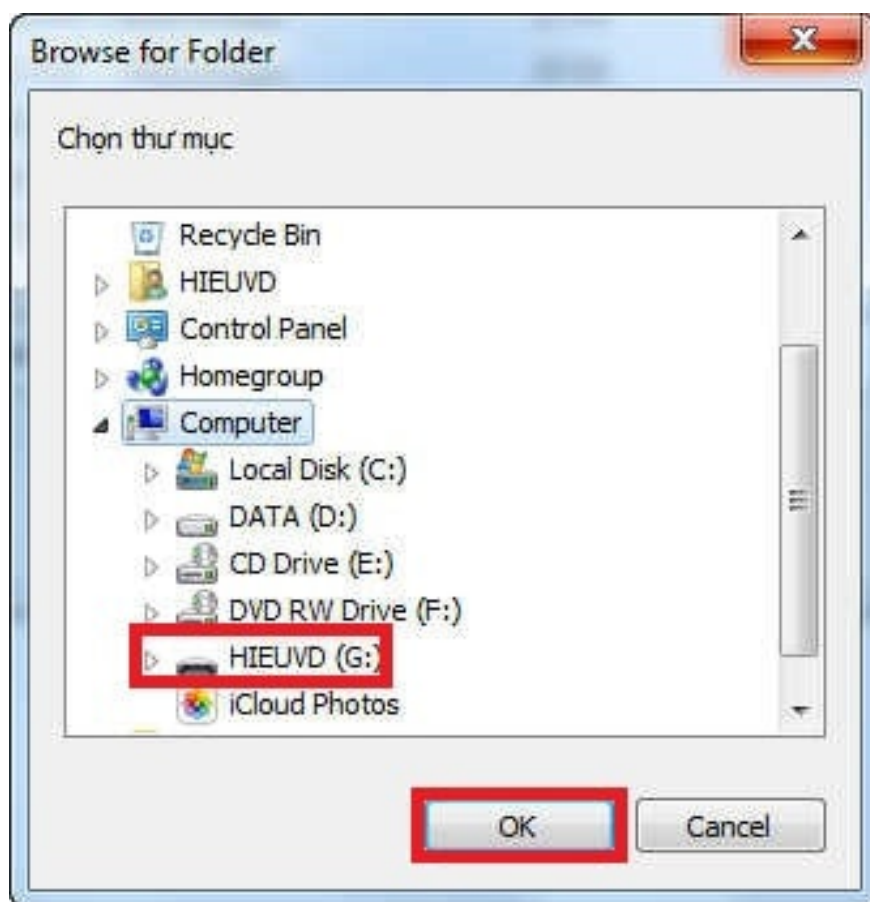 Browse for Folder
Chọn thư mục
Recycle Bin
HIEUVD
Control Panel
Homegroup
Computer
Local Disk (C:)
DATA (D:)
CD Drive (E:)
DVD RW Drive (F:)
HIEUVD (G:)
iCloud Photos
OK Cancel